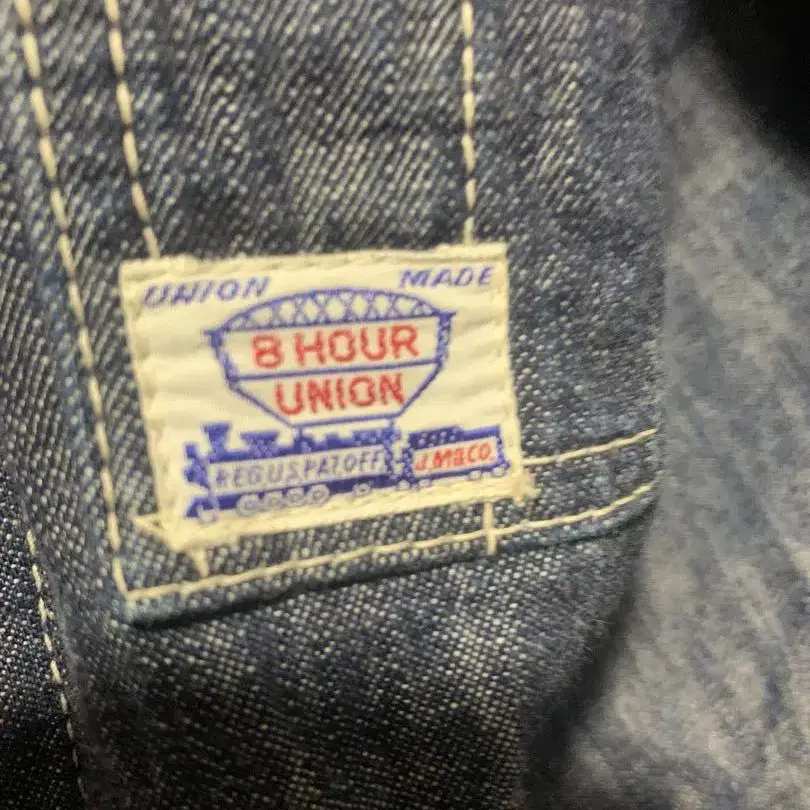 UNION MADE
8 HOUR
UNION
REG.U.S.PAT.OFF. J.M&CO.